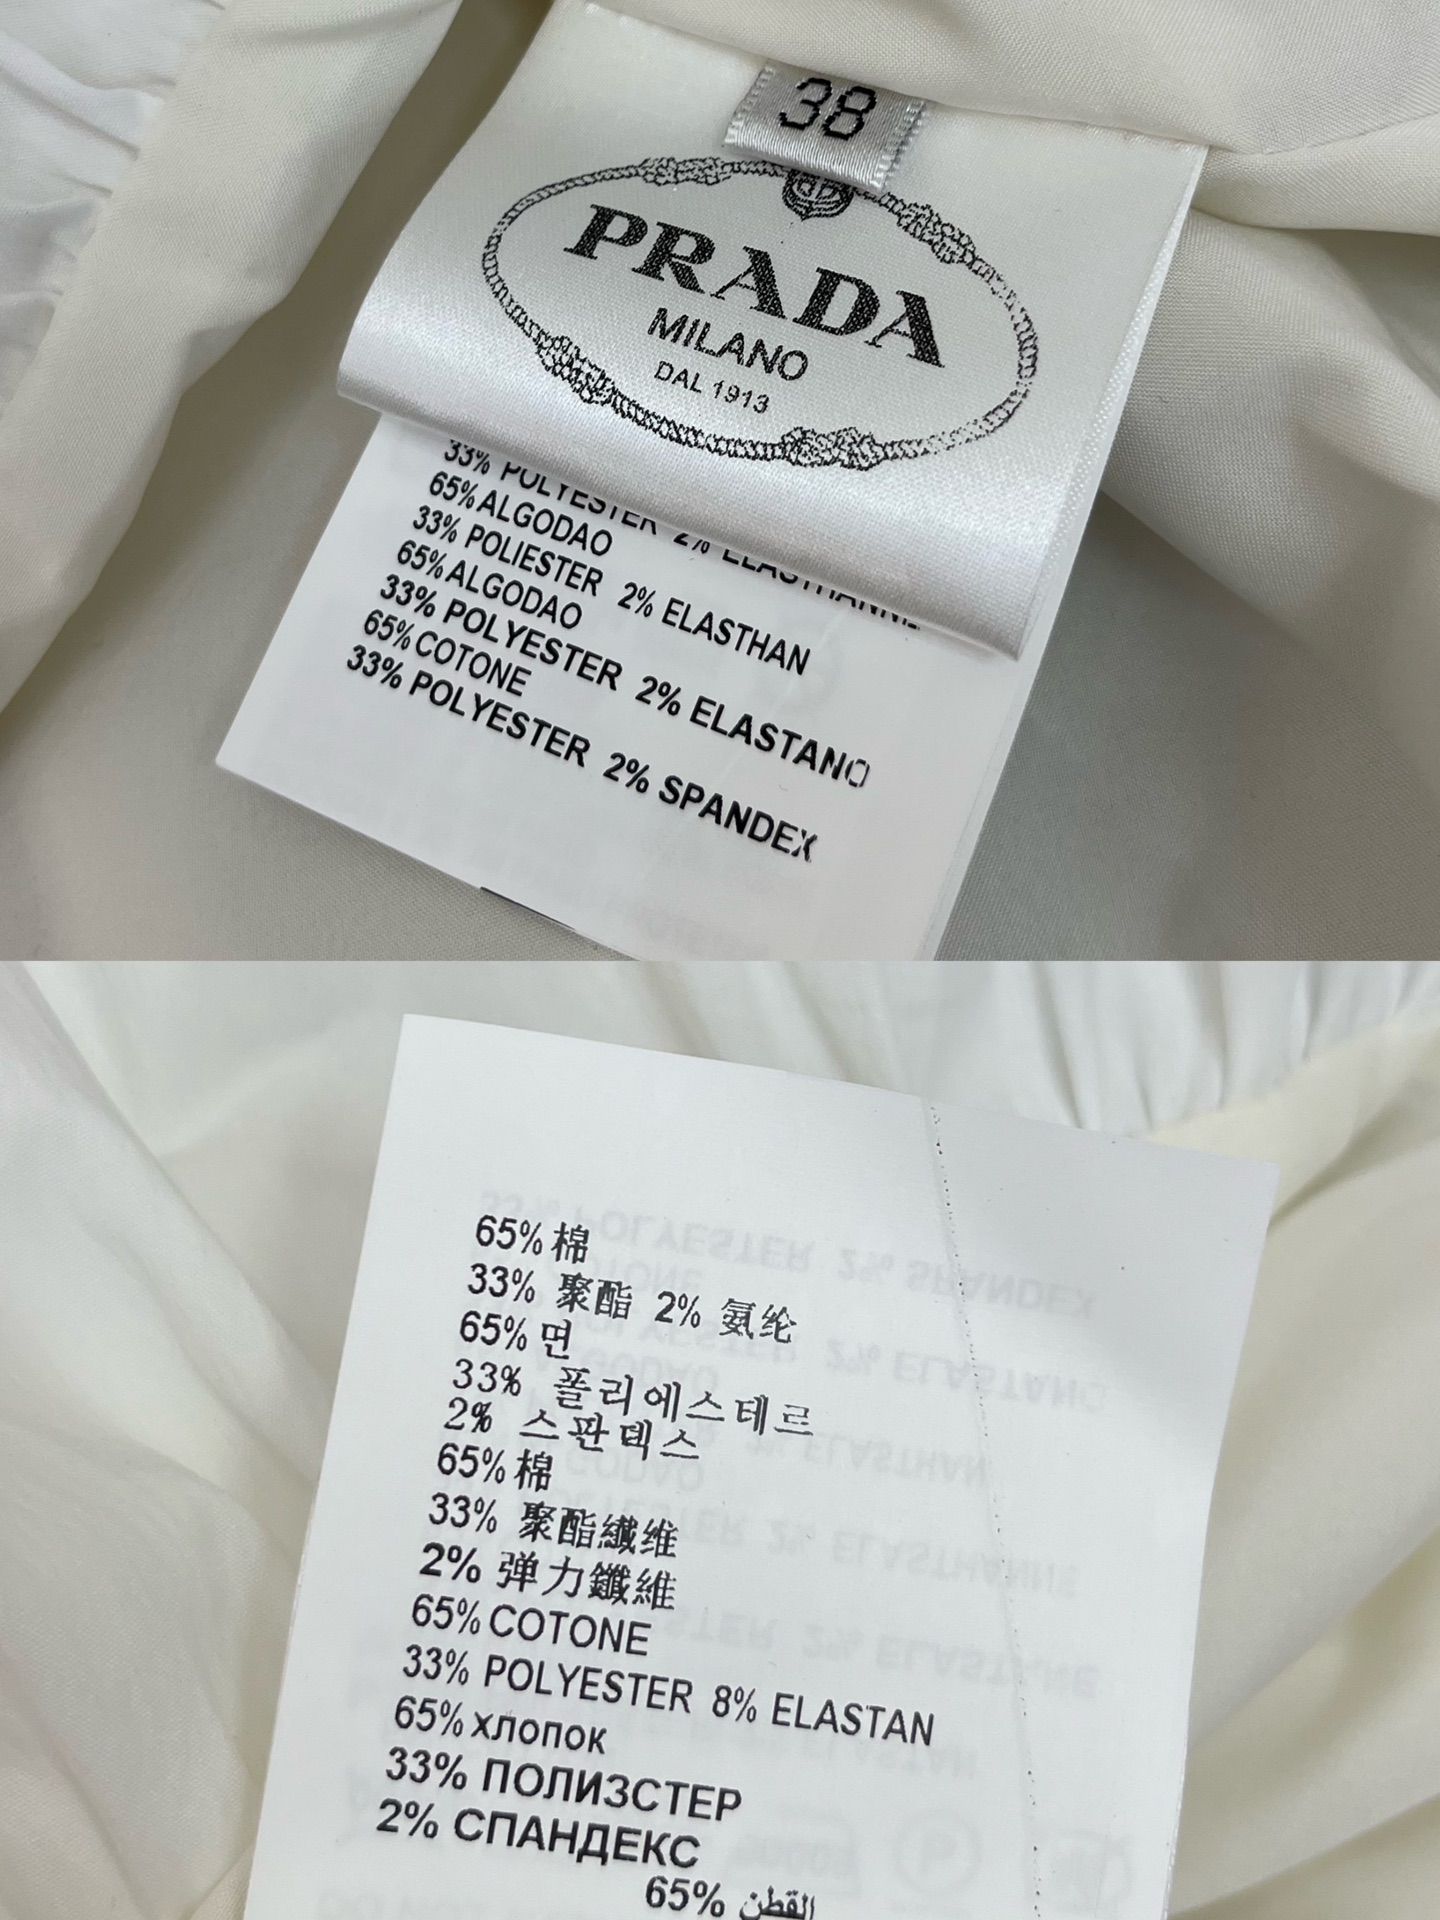 38
PRADA
MILANO
DAL 1913
33% POLYESTER 2% ELASTHANNE
65%ALGODAO
33% POLIESTER 2% ELASTHAN
65%ALGODAO
33% POLYESTER 2% ELASTANO
65%COTONE
33% POLYESTER 2% SPANDEX
65%棉
33% 聚酯 2% 氨纶
65%면
33% 폴리에스테르
2% 스판덱스
65%棉
33% 聚酯纖维
2% 弹力纖維
65%COTONE
33% POLYESTER 8% ELASTAN
65%хлопок
33% ПОЛИЗСТЕР
2% СПАНДЕКС
65% القطن